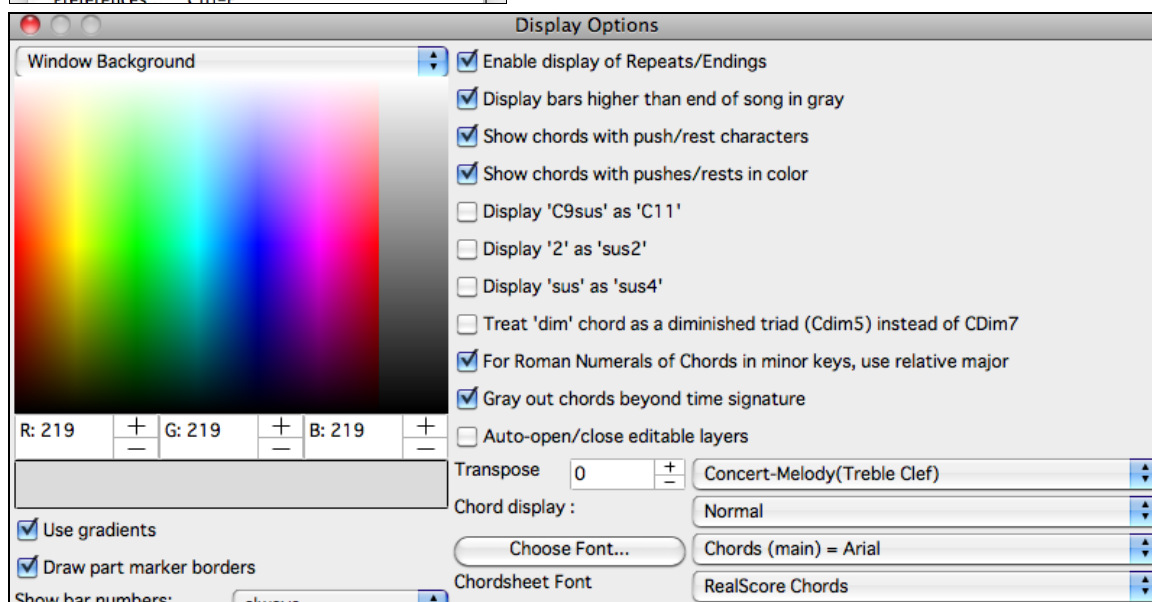 Preferences Ctrl+E
Display Options
Window Background
Enable display of Repeats/Endings
Display bars higher than end of song in gray
Show chords with push/rest characters
Show chords with pushes/rests in color
Display 'C9sus' as 'C11'
Display '2' as 'sus2'
Display 'sus' as 'sus4'
Treat 'dim' chord as a diminished triad (Cdim5) instead of CDim7
For Roman Numerals of Chords in minor keys, use relative major
Gray out chords beyond time signature
R: 219 + − G: 219 + − B: 219 + −
Auto-open/close editable layers
Transpose 0 + − Concert-Melody(Treble Clef)
Chord display : Normal
Use gradients
Choose Font... Chords (main) = Arial
Draw part marker borders
Chordsheet Font RealScore Chords
Show bar numbers: always